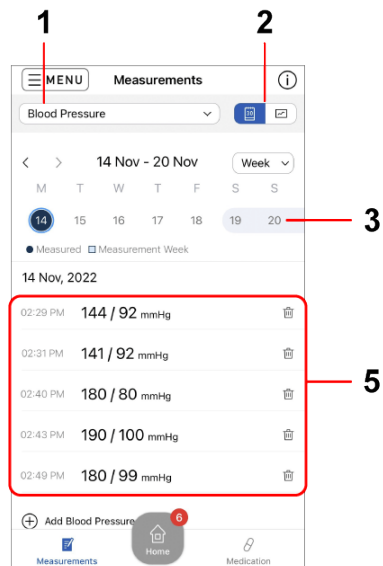 1 2
MENU Measurements i
Blood Pressure
14 Nov - 20 Nov Week
M T W T F S S
14 15 16 17 18 19 20 3
Measured Measurement Week
14 Nov, 2022
02:29 PM 144 / 92 mmHg
02:31 PM 141 / 92 mmHg
02:40 PM 180 / 80 mmHg 5
02:43 PM 190 / 100 mmHg
02:49 PM 180 / 99 mmHg
Add Blood Pressure 6
Measurements Home Medication